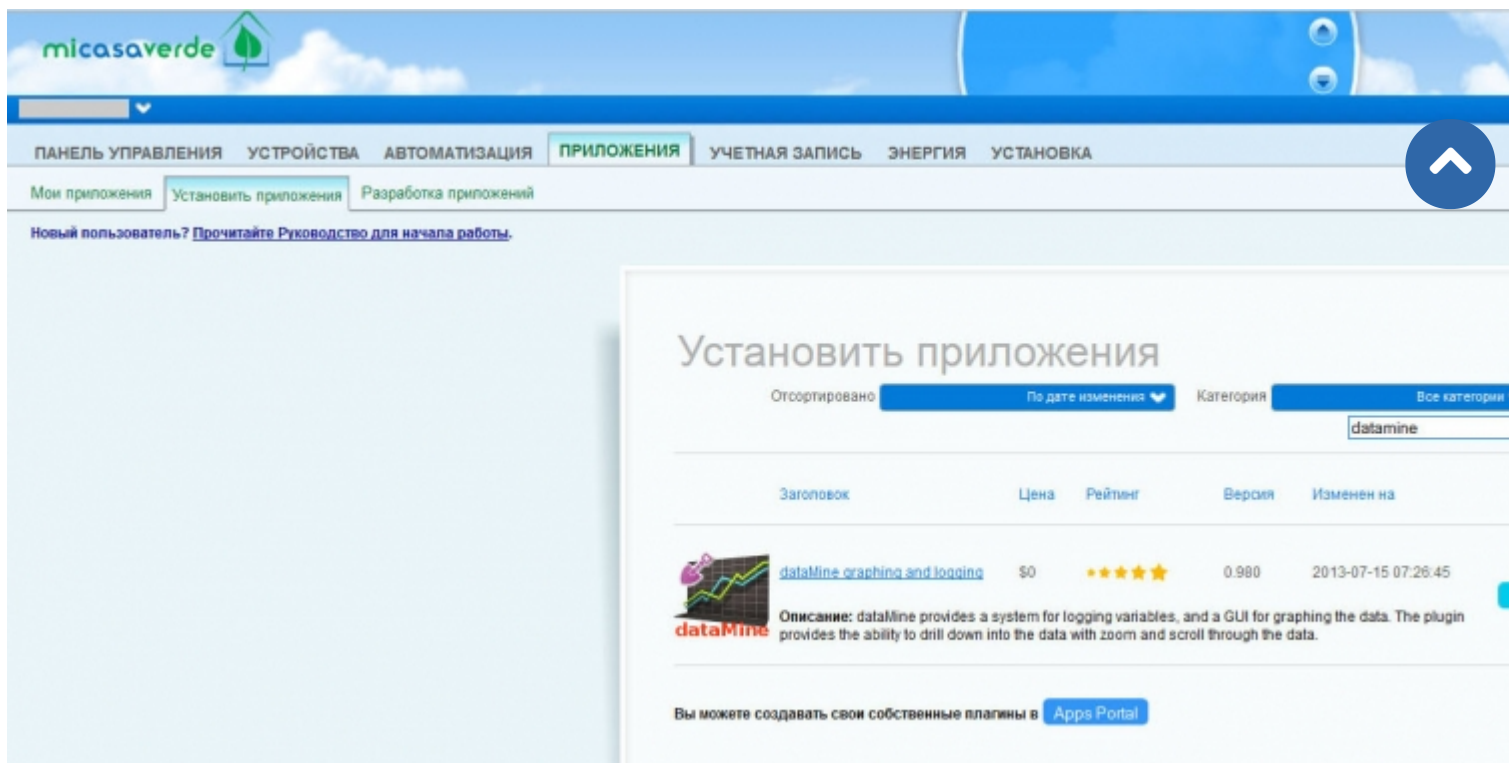 micasaverde
ПАНЕЛЬ УПРАВЛЕНИЯ УСТРОЙСТВА АВТОМАТИЗАЦИЯ ПРИЛОЖЕНИЯ УЧЕТНАЯ ЗАПИСЬ ЭНЕРГИЯ УСТАНОВКА
Мои приложения Установить приложения Разработка приложений
Новый пользователь? Прочитайте Руководство для начала работы.
Установить приложения
Отсортировано По дате изменения Категория Все категории
datamine
Заголовок Цена Рейтинг Версия Изменен на
dataMine graphing and logging $0 0.980 2013-07-15 07:26:45
Описание: dataMine provides a system for logging variables, and a GUI for graphing the data. The plugin
provides the ability to drill down into the data with zoom and scroll through the data.
dataMine
Вы можете создавать свои собственные плагины в Apps Portal